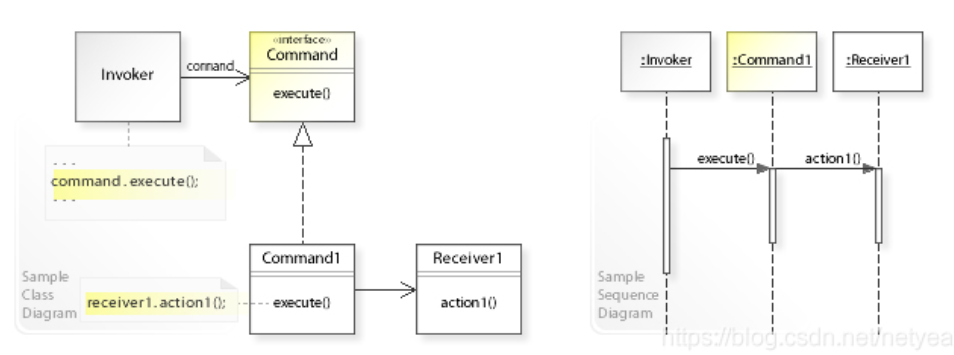 Invoker
command
«interface»
Command
execute()
- - -
command.execute();
- - -
Command1
execute()
Receiver1
action1()
receiver1.action1();
Sample
Class
Diagram
:Invoker
:Command1
:Receiver1
execute()
action1()
Sample
Sequence
Diagram
https://blog.csdn.net/netyea